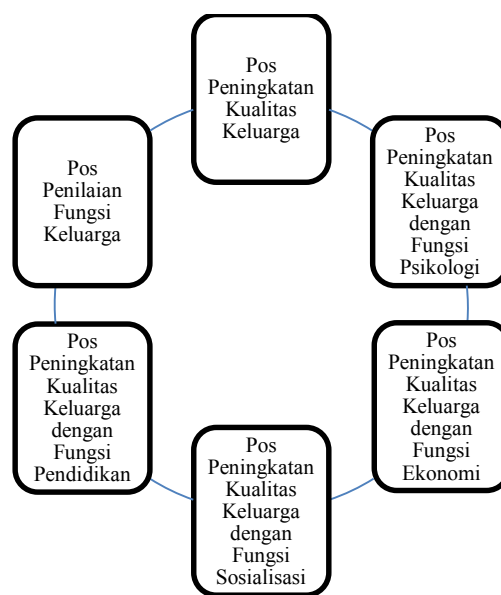 Pos
Peningkatan
Kualitas
Keluarga
Pos
Peningkatan
Kualitas
Keluarga
dengan
Fungsi
Psikologi
Pos
Peningkatan
Kualitas
Keluarga
dengan
Fungsi
Ekonomi
Pos
Peningkatan
Kualitas
Keluarga
dengan
Fungsi
Sosialisasi
Pos
Peningkatan
Kualitas
Keluarga
dengan
Fungsi
Pendidikan
Pos
Penilaian
Fungsi
Keluarga